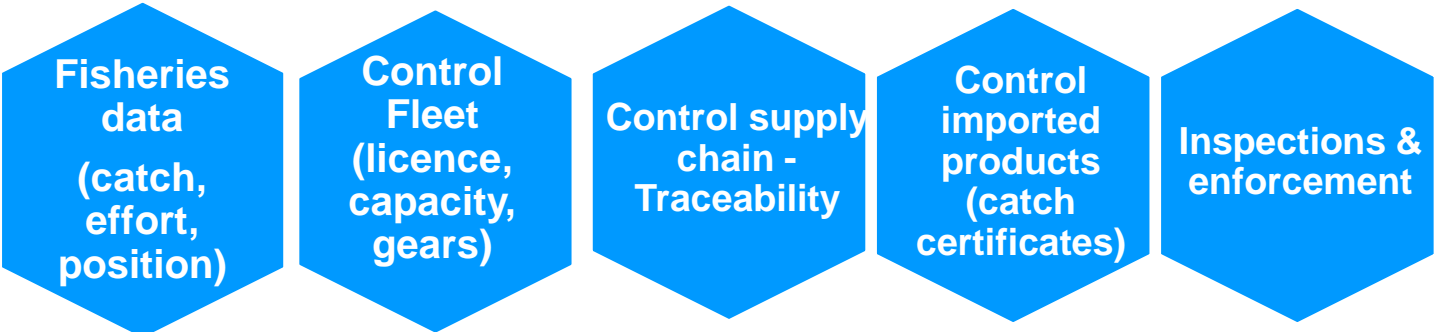 Fisheries
data
(catch,
effort,
position)
Control
Fleet
(licence,
capacity,
gears)
Control supply
chain -
Traceability
Control
imported
products
(catch
certificates)
Inspections &
enforcement